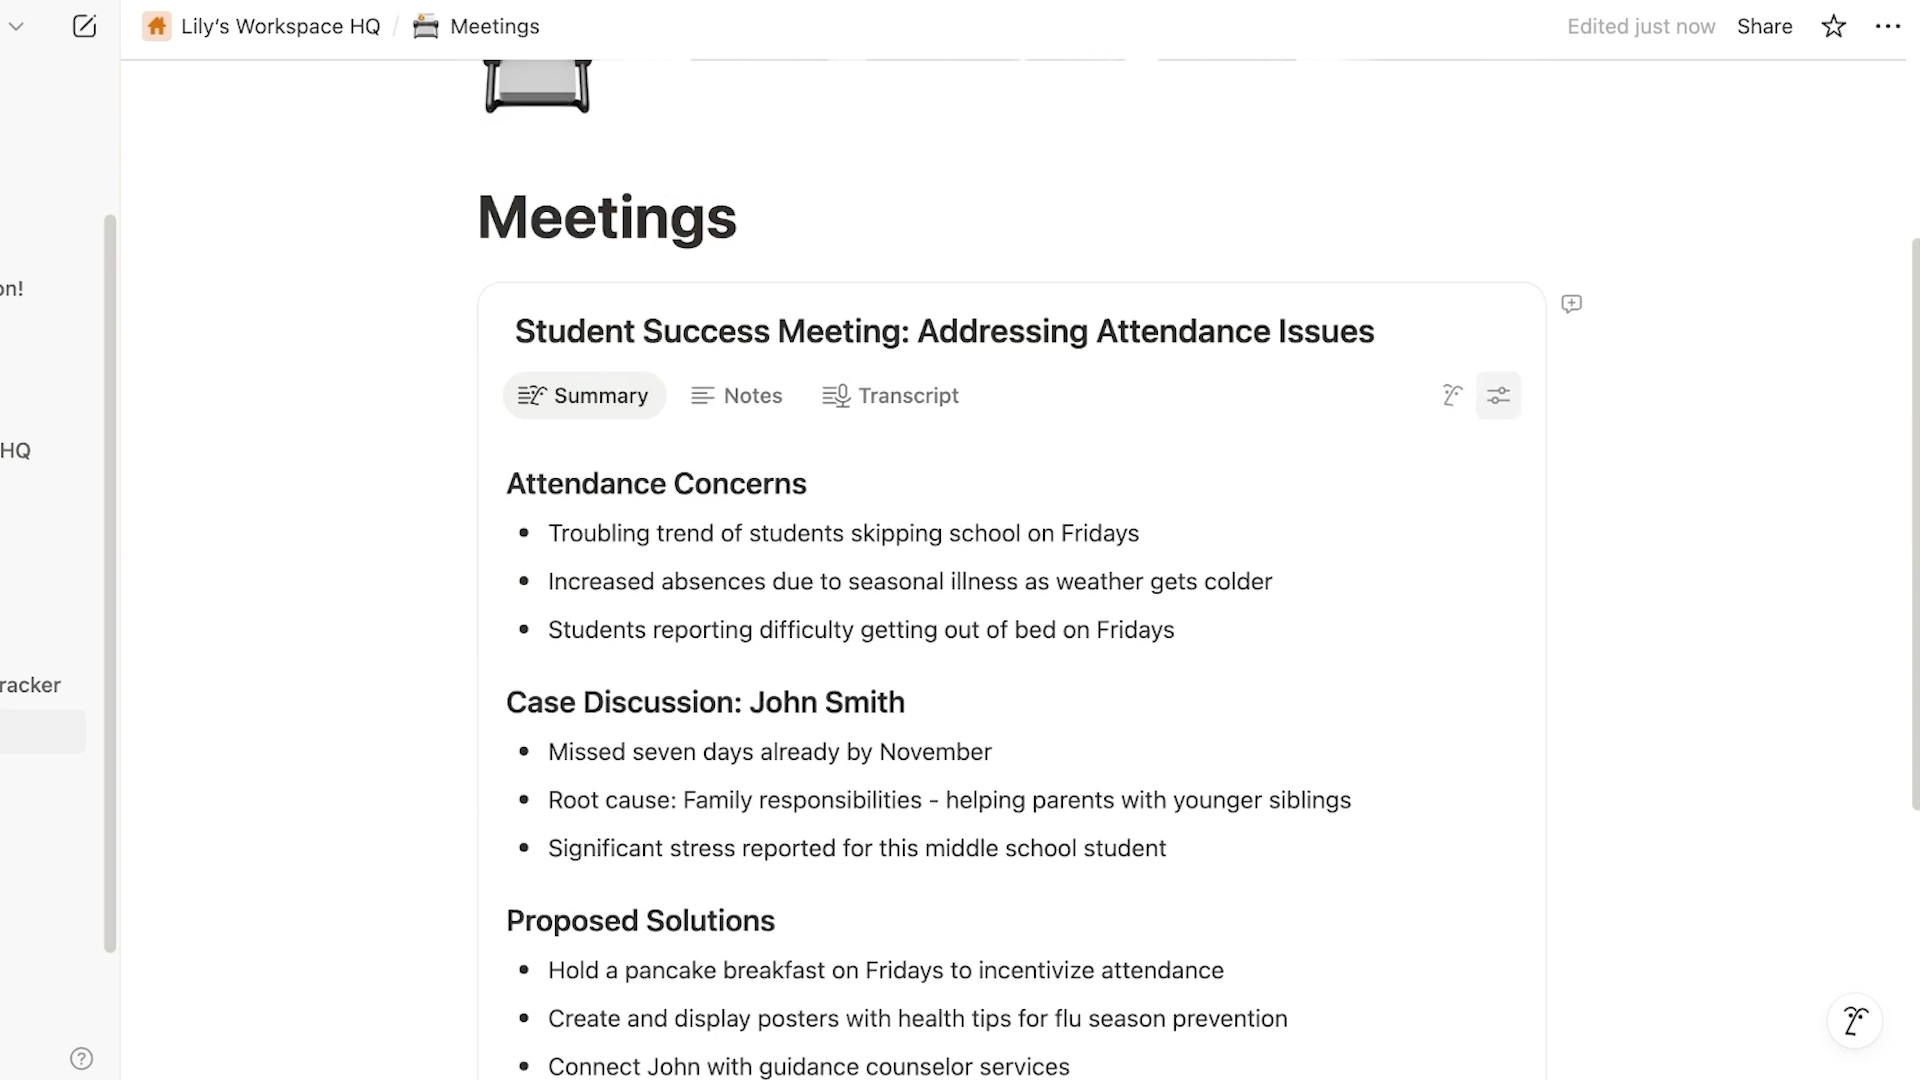 Lily’s Workspace HQ / Meetings
Edited just now Share
on!
HQ
racker
Meetings
Student Success Meeting: Addressing Attendance Issues
Summary Notes Transcript
Attendance Concerns
• Troubling trend of students skipping school on Fridays
• Increased absences due to seasonal illness as weather gets colder
• Students reporting difficulty getting out of bed on Fridays
Case Discussion: John Smith
• Missed seven days already by November
• Root cause: Family responsibilities - helping parents with younger siblings
• Significant stress reported for this middle school student
Proposed Solutions
• Hold a pancake breakfast on Fridays to incentivize attendance
• Create and display posters with health tips for flu season prevention
• Connect John with guidance counselor services